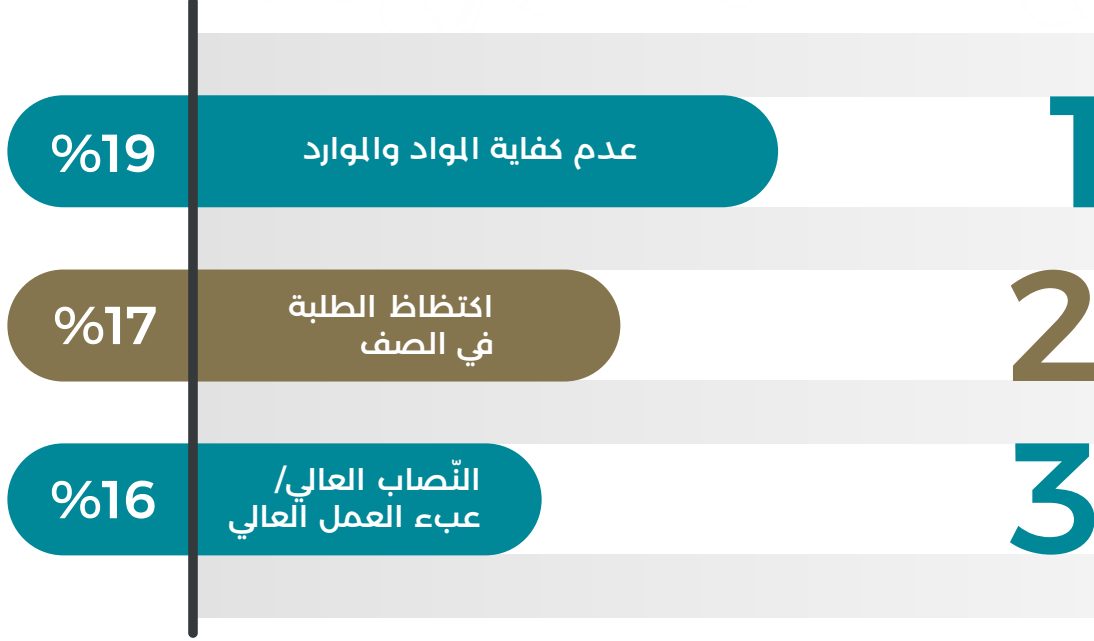 1
عدم كفاية المواد والموارد
%19
2
اكتظاظ الطلبة
في الصف
%17
3
النّصاب العالي/
عبء العمل العالي
%16